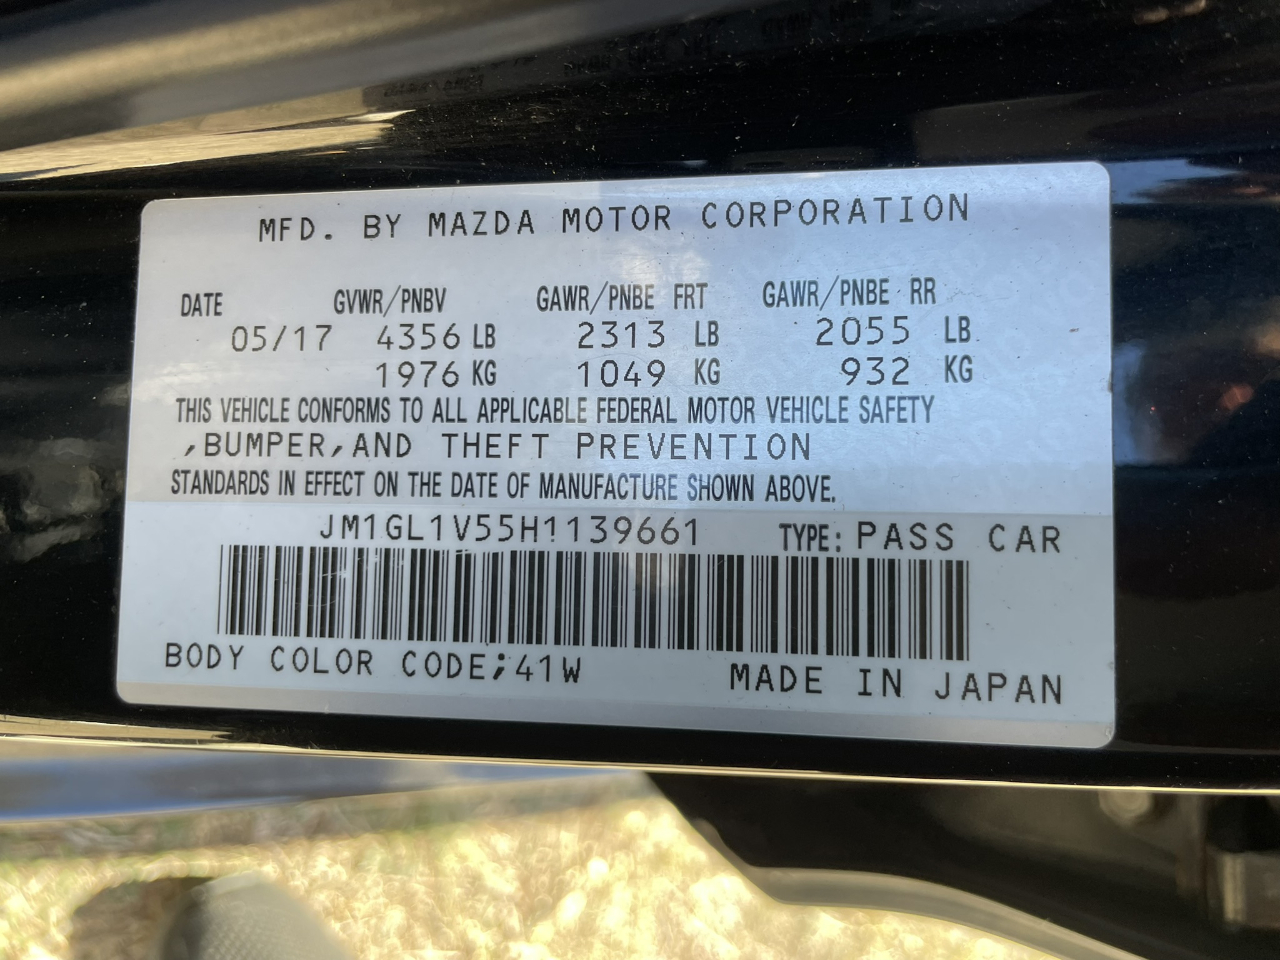 MFD. BY MAZDA MOTOR CORPORATION
DATE GVWR/PNBV GAWR/PNBE FRT GAWR/PNBE RR
05/17 4356 LB 2313 LB 2055 LB
1976 KG 1049 KG 932 KG
THIS VEHICLE CONFORMS TO ALL APPLICABLE FEDERAL MOTOR VEHICLE SAFETY
,BUMPER,AND THEFT PREVENTION
STANDARDS IN EFFECT ON THE DATE OF MANUFACTURE SHOWN ABOVE.
JM1GL1V55H1139661 TYPE: PASS CAR
BODY COLOR CODE;41W MADE IN JAPAN